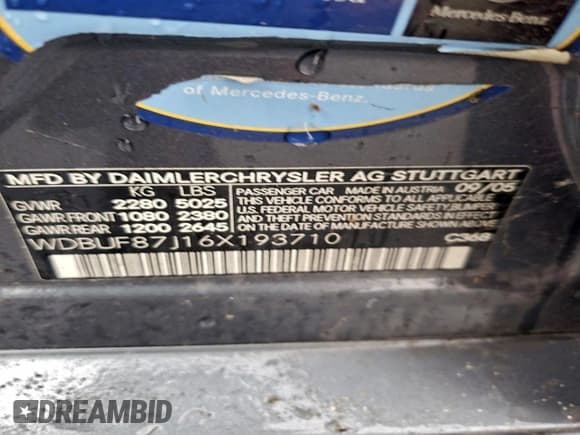 Mercedes Benz
of Mercedes-Benz.
MFD BY DAIMLERCHRYSLER AG STUTTGART
KG LBS
GVWR 2280 5025
GAWR FRONT 1080 2380
GAWR REAR 1200 2645
PASSENGER CAR MADE IN AUSTRIA 09/05
THIS VEHICLE CONFORMS TO ALL APPLICABLE
U.S. FEDERAL MOTOR VEHICLE SAFETY, BUMPER,
AND THEFT PREVENTION STANDARDS IN EFFECT
ON THE DATE OF MANUFACTURE SHOWN ABOVE
WDBUF87J16X193710
DREAMBID